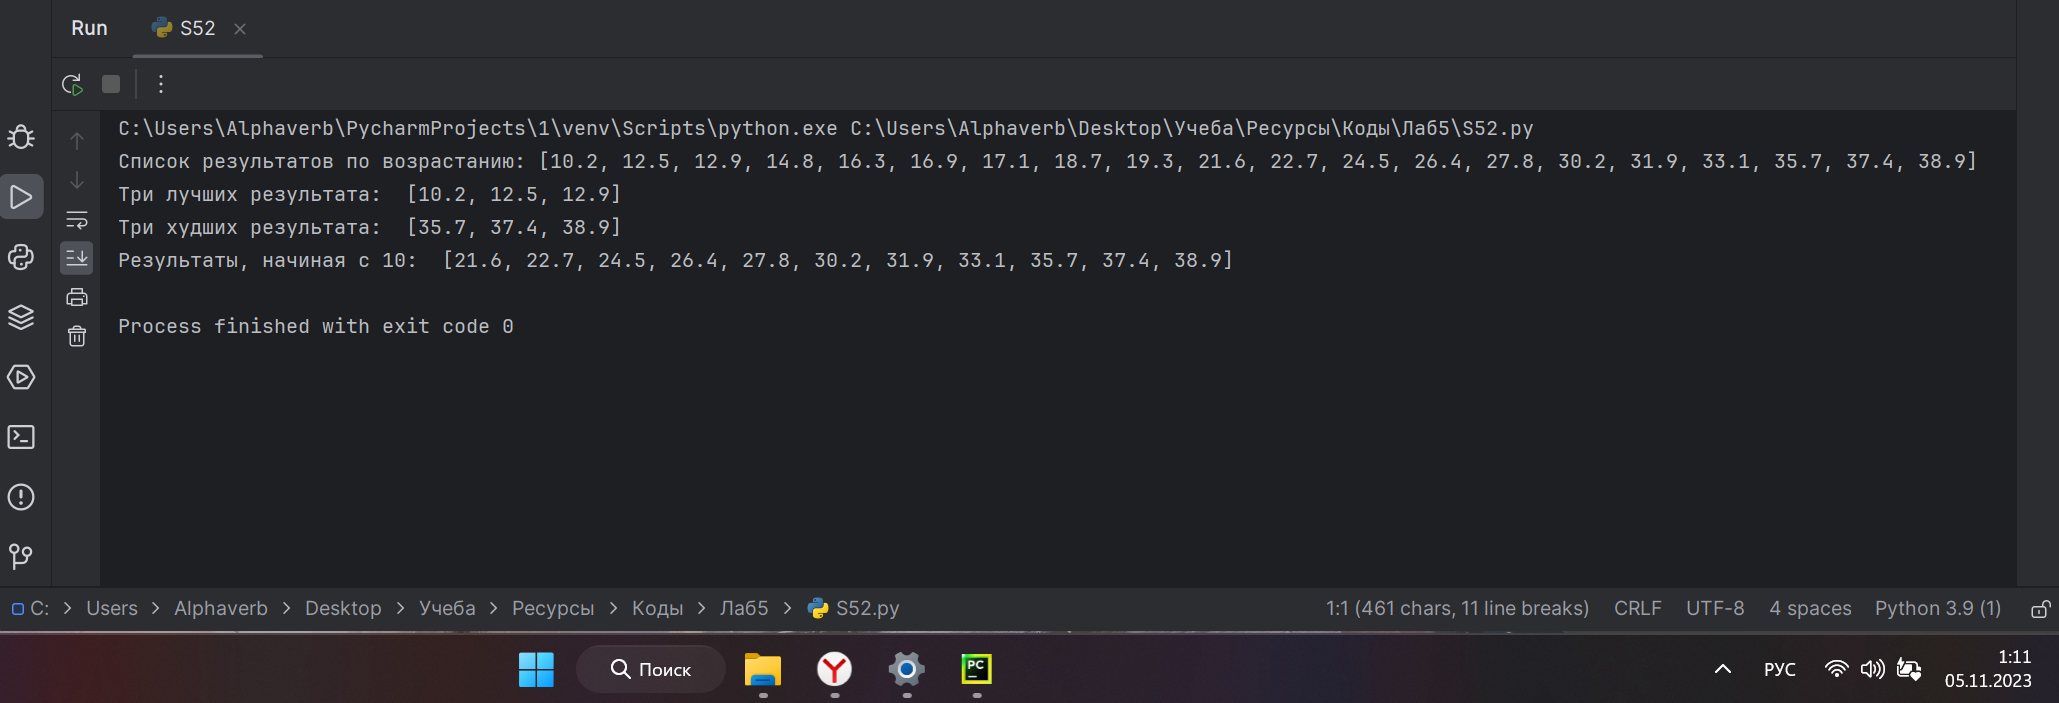 Run S52
C:\Users\Alphaverb\PycharmProjects\1\venv\Scripts\python.exe C:\Users\Alphaverb\Desktop\Учеба\Ресурсы\Коды\Лаб5\S52.py
Список результатов по возрастанию: [10.2, 12.5, 12.9, 14.8, 16.3, 16.9, 17.1, 18.7, 19.3, 21.6, 22.7, 24.5, 26.4, 27.8, 30.2, 31.9, 33.1, 35.7, 37.4, 38.9]
Три лучших результата:  [10.2, 12.5, 12.9]
Три худших результата:  [35.7, 37.4, 38.9]
Результаты, начиная с 10:  [21.6, 22.7, 24.5, 26.4, 27.8, 30.2, 31.9, 33.1, 35.7, 37.4, 38.9]
Process finished with exit code 0
C: > Users > Alphaverb > Desktop > Учеба > Ресурсы > Коды > Лаб5 > S52.py 1:1 (461 chars, 11 line breaks) CRLF UTF-8 4 spaces Python 3.9 (1)
Поиск PC РУС 1:11
05.11.2023